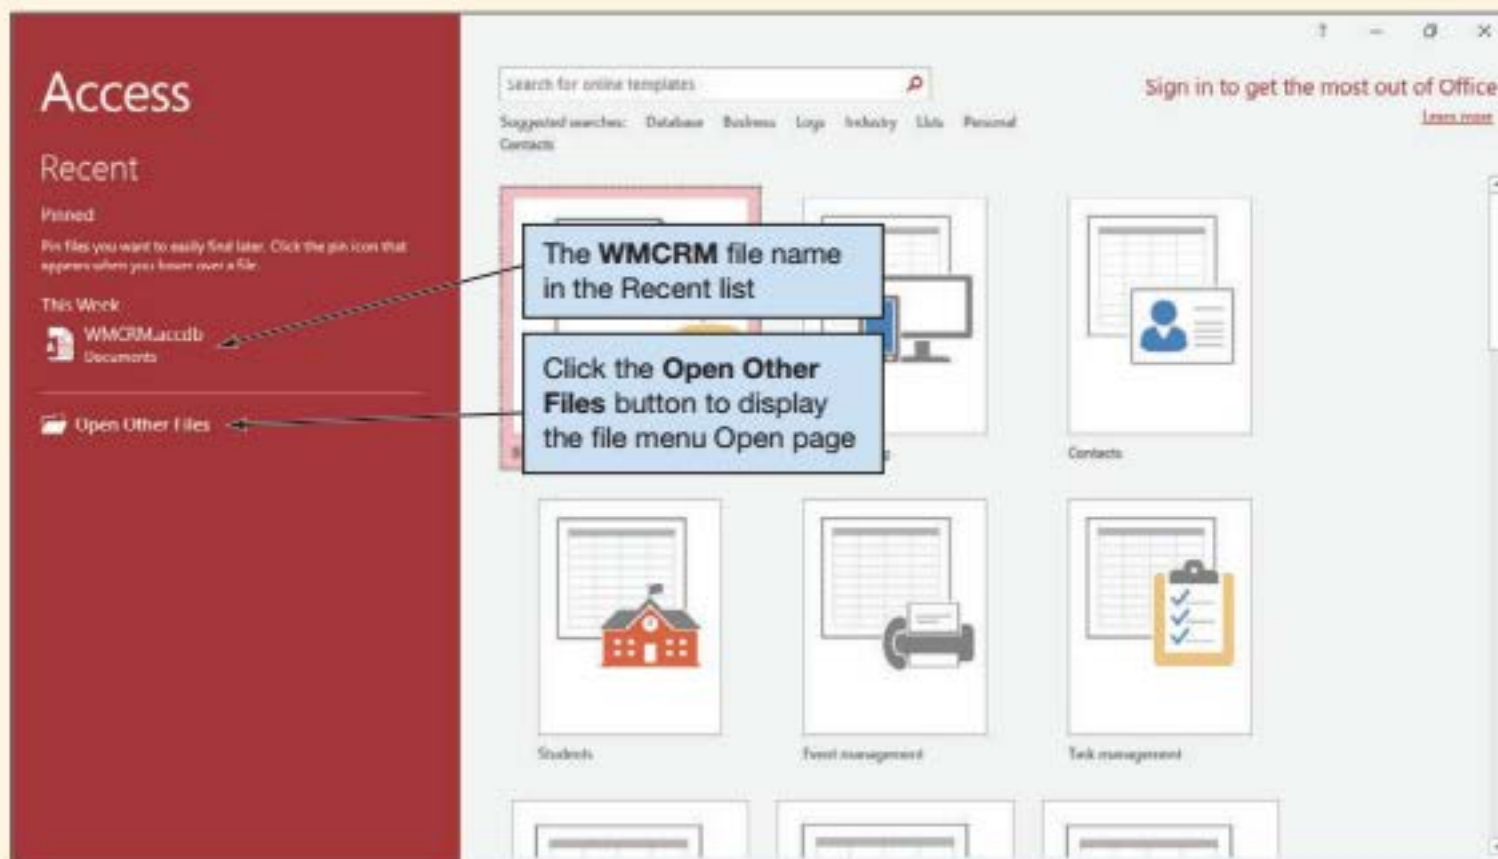 Access
Recent
Pinned
Pin files you want to easily find later. Click the pin icon that
appears when you hover over a file.
This Week
WMCRM.accdb
Documents
Open Other Files
Search for online templates
Suggested searches: Database Business Logs Industry Lists Personal
Contacts
Sign in to get the most out of Office
Learn more
The WMCRM file name
in the Recent list
Click the Open Other
Files button to display
the file menu Open page
Contacts
Students
Event management
Task management